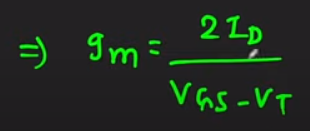 ⇒ gm = 2ID / (VGS - VT)